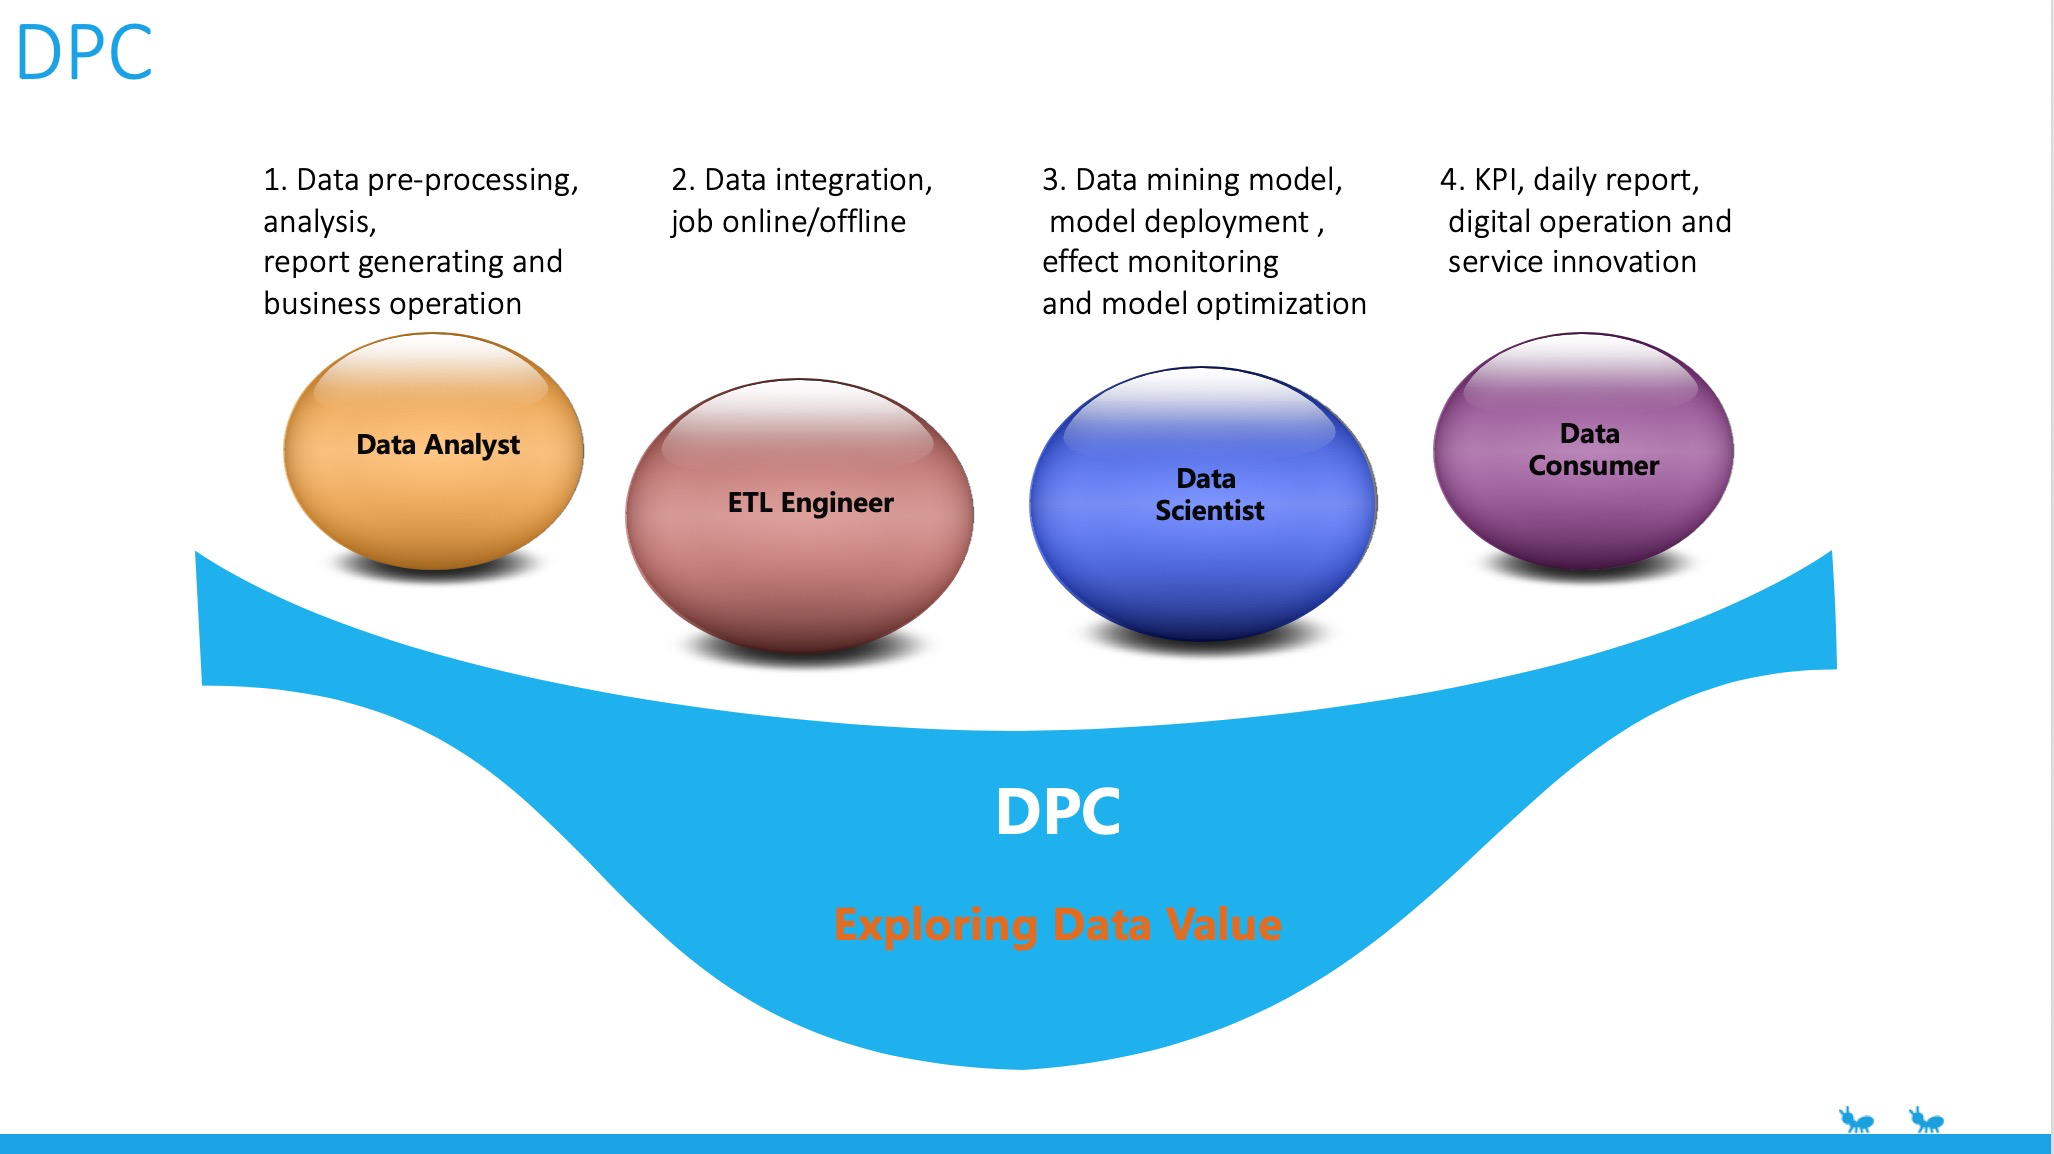 DPC
1. Data pre-processing,
analysis,
report generating and
business operation
2. Data integration,
job online/offline
3. Data mining model,
model deployment ,
effect monitoring
and model optimization
4. KPI, daily report,
digital operation and
service innovation
Data Analyst
ETL Engineer
Data
Scientist
Data
Consumer
DPC
Exploring Data Value